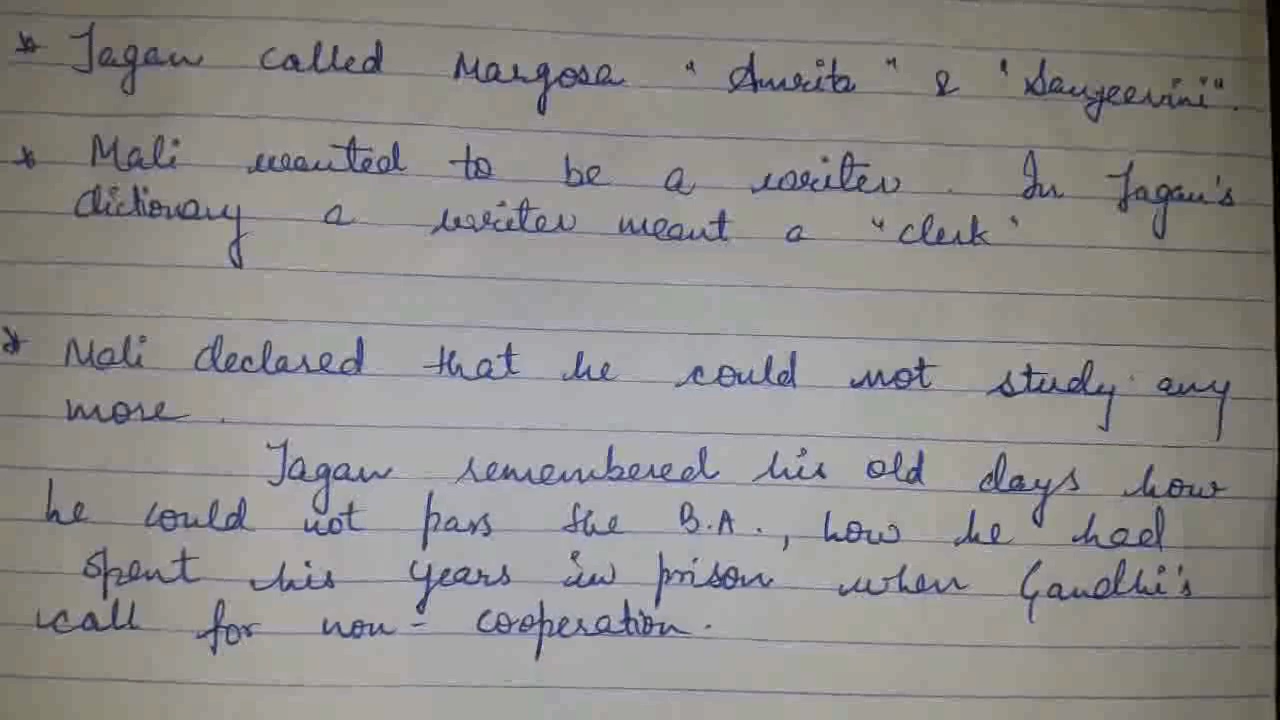 * Jagan called Margosa "Amrita" & "Sanjeevini".
* Mali wanted to be a writer. In Jagan's
dictionary a writer meant a "clerk"
* Mali declared that he could not study any
more.
Jagan remembered his old days how
he could not pass the B.A., how he had
spent his years in prison when Gandhi's
call for non-cooperation.